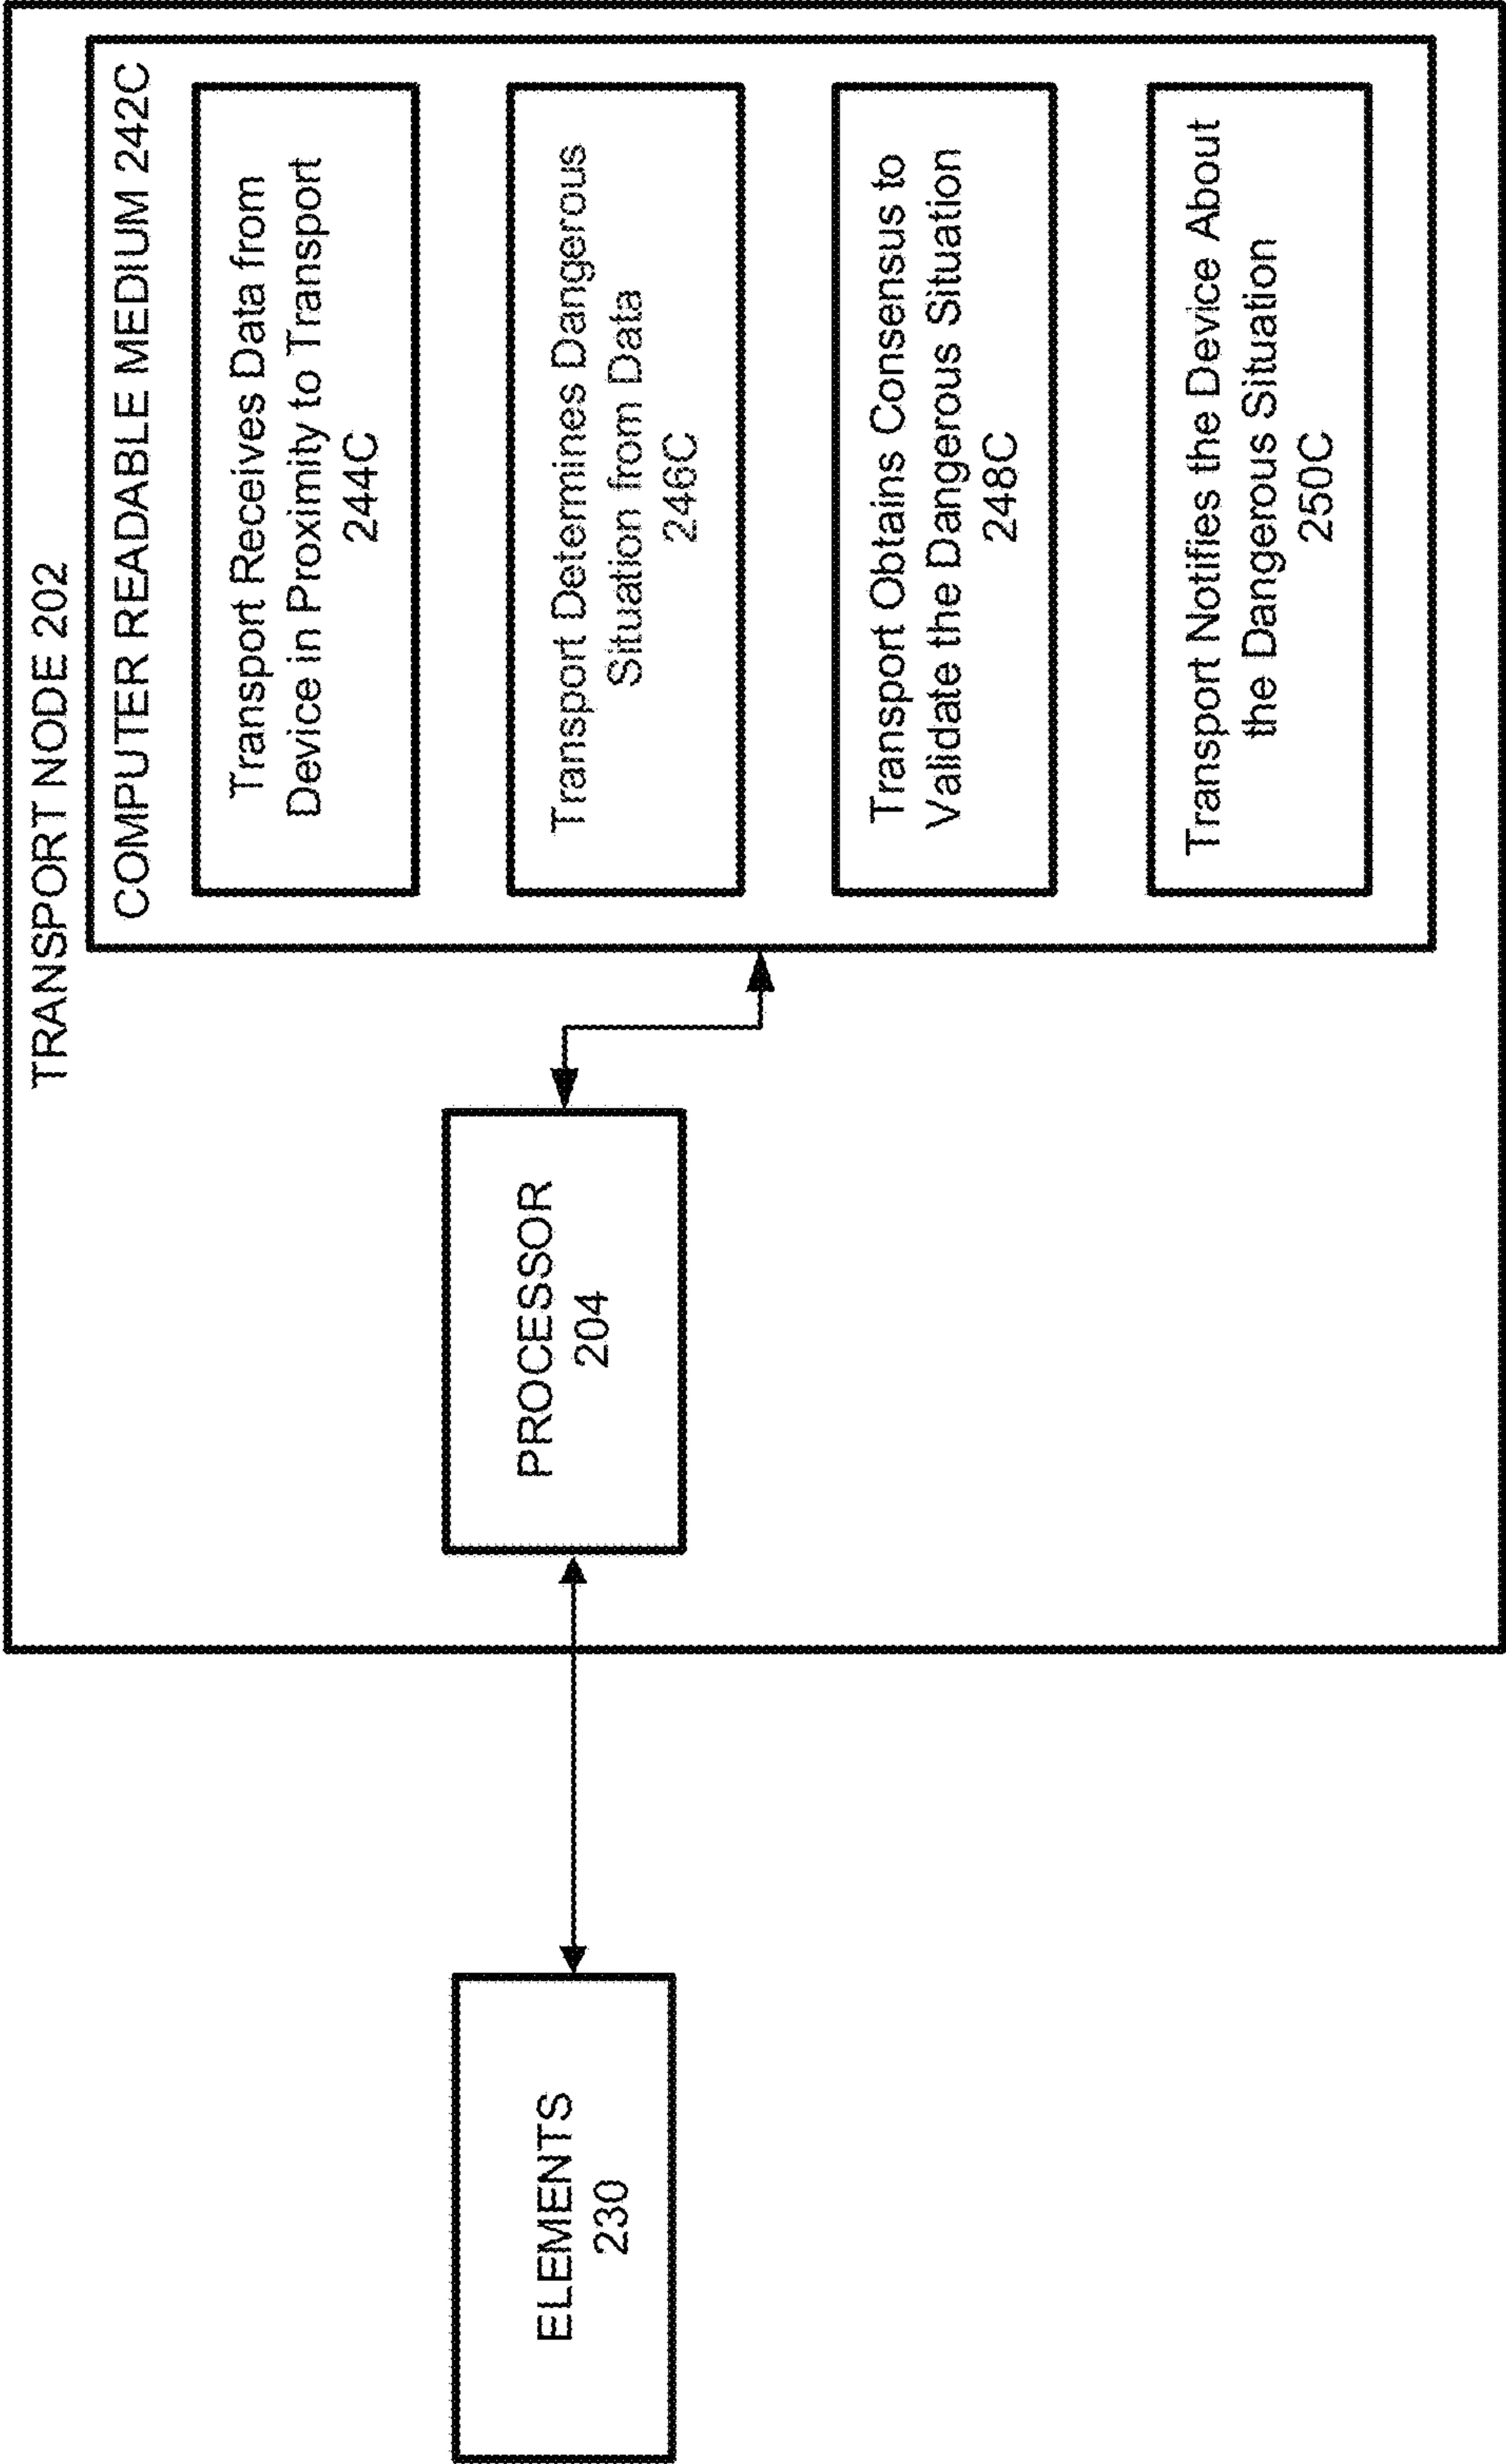 TRANSPORT NODE 202
COMPUTER READABLE MEDIUM 242C
Transport Receives Data from
Device in Proximity to Transport
244C
Transport Determines Dangerous
Situation from Data
246C
Transport Obtains Consensus to
Validate the Dangerous Situation
248C
Transport Notifies the Device About
the Dangerous Situation
250C
PROCESSOR
204
ELEMENTS
230